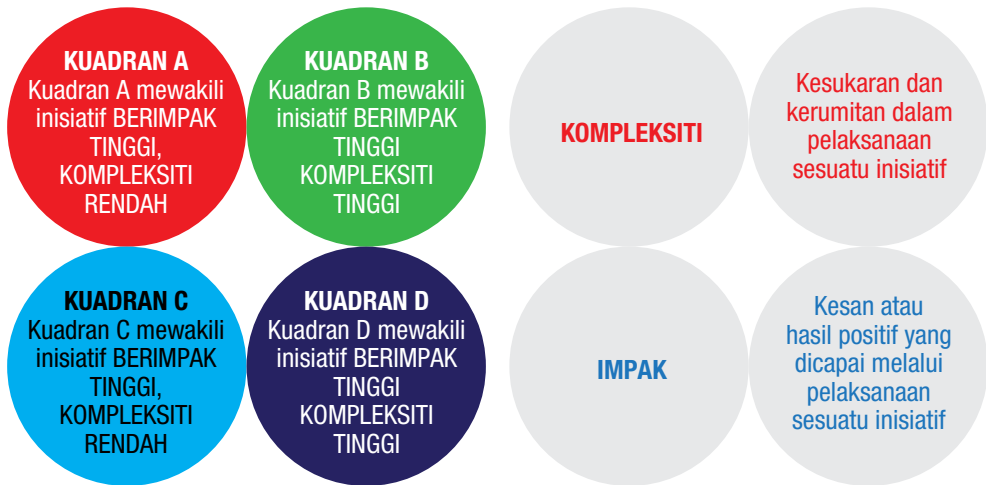 KUADRAN A
Kuadran A mewakili
inisiatif BERIMPAK
TINGGI,
KOMPLEKSITI
RENDAH
KUADRAN B
Kuadran B mewakili
inisiatif BERIMPAK
TINGGI
KOMPLEKSITI
TINGGI
KOMPLEKSITI
Kesukaran dan
kerumitan dalam
pelaksanaan
sesuatu inisiatif
KUADRAN C
Kuadran C mewakili
inisiatif BERIMPAK
TINGGI,
KOMPLEKSITI
RENDAH
KUADRAN D
Kuadran D mewakili
inisiatif BERIMPAK
TINGGI
KOMPLEKSITI
TINGGI
IMPAK
Kesan atau
hasil positif yang
dicapai melalui
pelaksanaan
sesuatu inisiatif